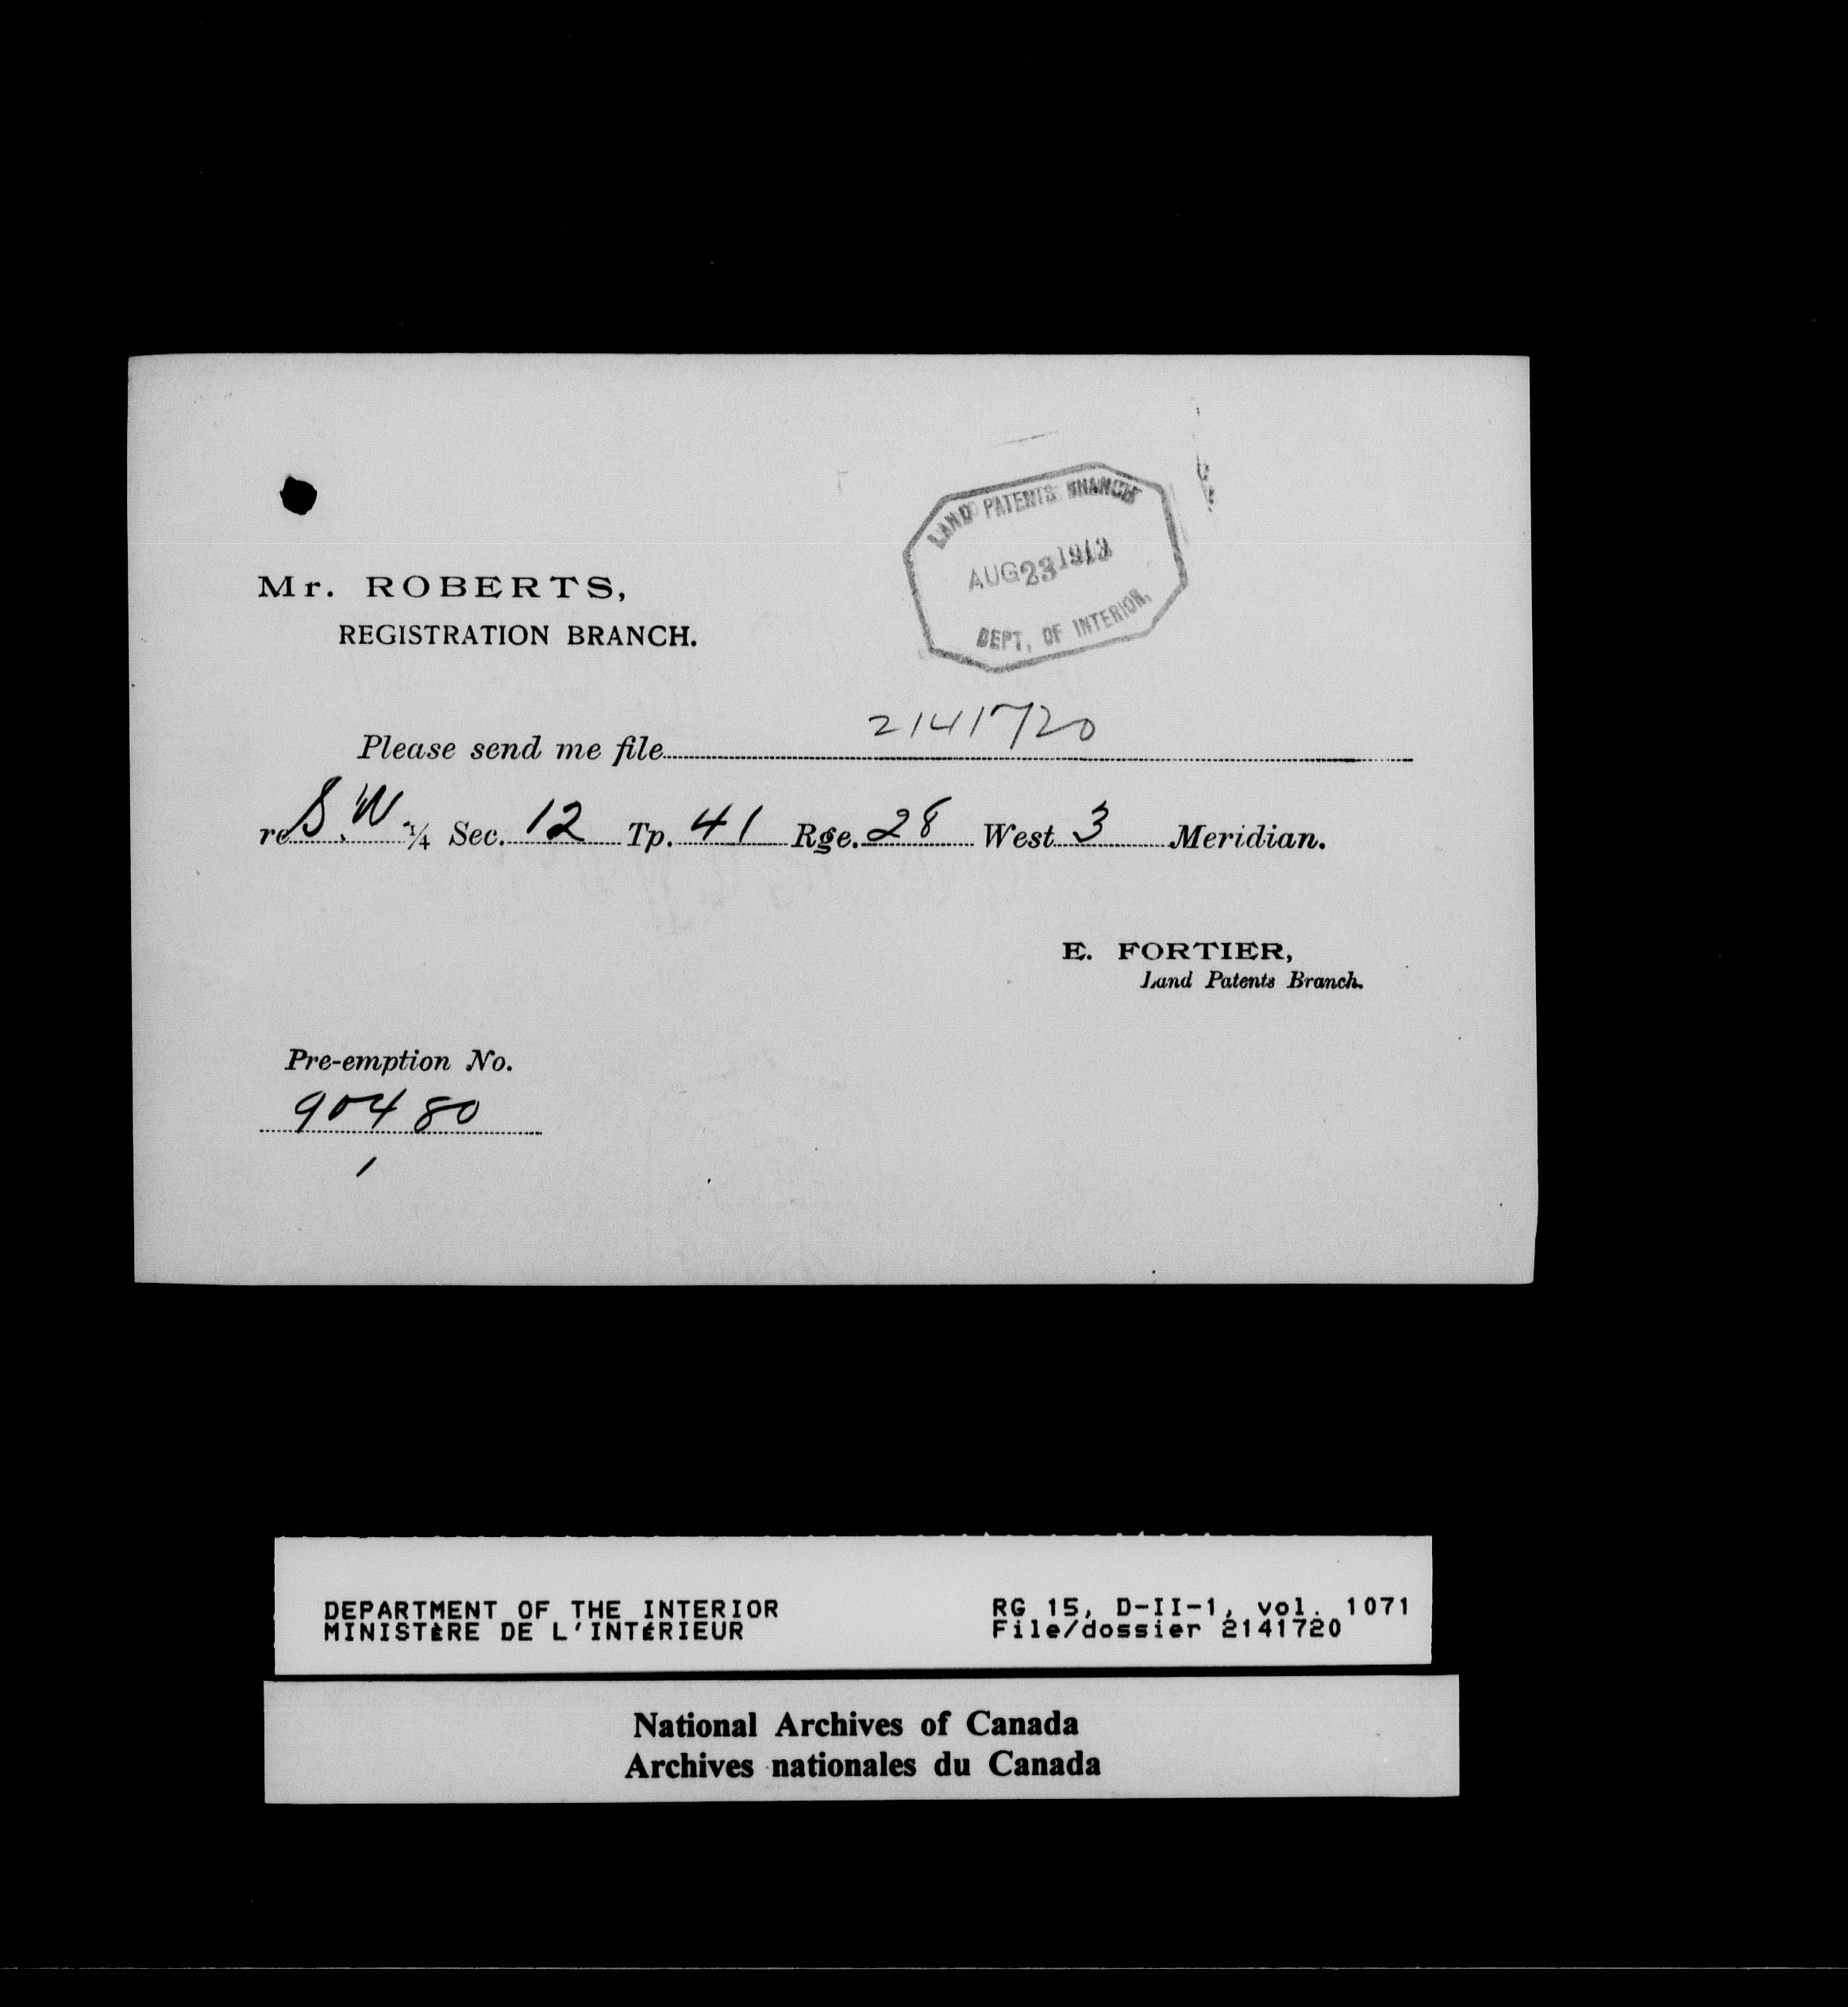 LAND PATENTS BRANCH
AUG 23
DEPT. OF INTERIOR.
Mr. ROBERTS,
REGISTRATION BRANCH.
Please send me file 2141720
re S.W. ¼ Sec. 12 Tp. 41 Rge. 28 West 3 Meridian.
E. FORTIER,
Land Patents Branch.
Pre-emption No.
90480
DEPARTMENT OF THE INTERIOR
MINISTÈRE DE L'INTÉRIEUR
RG 15, D-II-1, vol. 1071
File/dossier 2141720
National Archives of Canada
Archives nationales du Canada